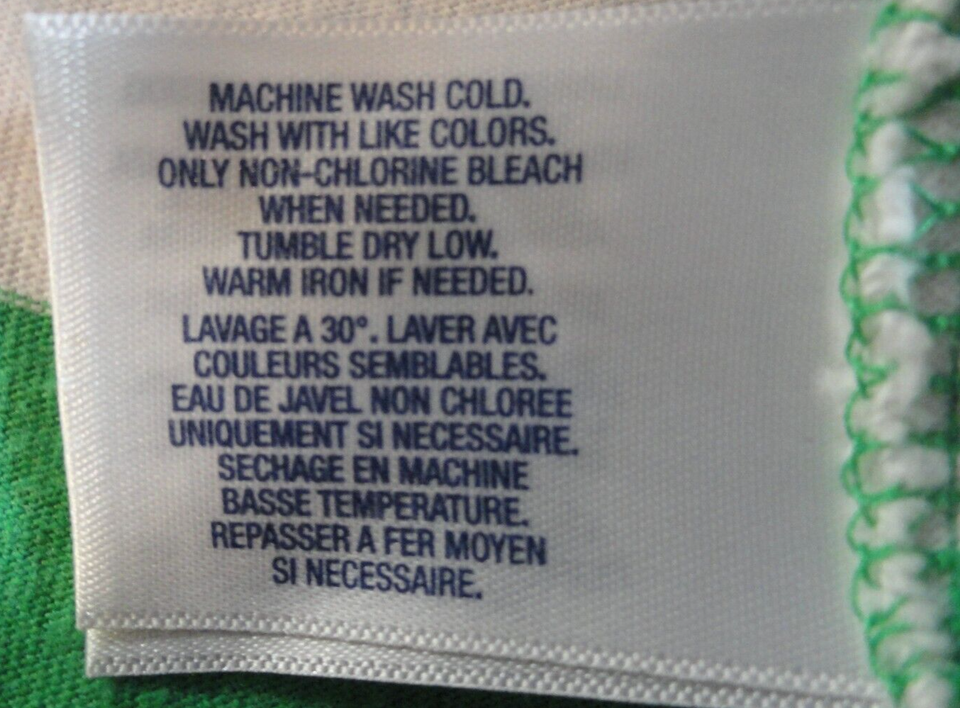 MACHINE WASH COLD.
WASH WITH LIKE COLORS.
ONLY NON-CHLORINE BLEACH
WHEN NEEDED.
TUMBLE DRY LOW.
WARM IRON IF NEEDED.
LAVAGE A 30°. LAVER AVEC
COULEURS SEMBLABLES.
EAU DE JAVEL NON CHLOREE
UNIQUEMENT SI NECESSAIRE.
SECHAGE EN MACHINE
BASSE TEMPERATURE.
REPASSER A FER MOYEN
SI NECESSAIRE.